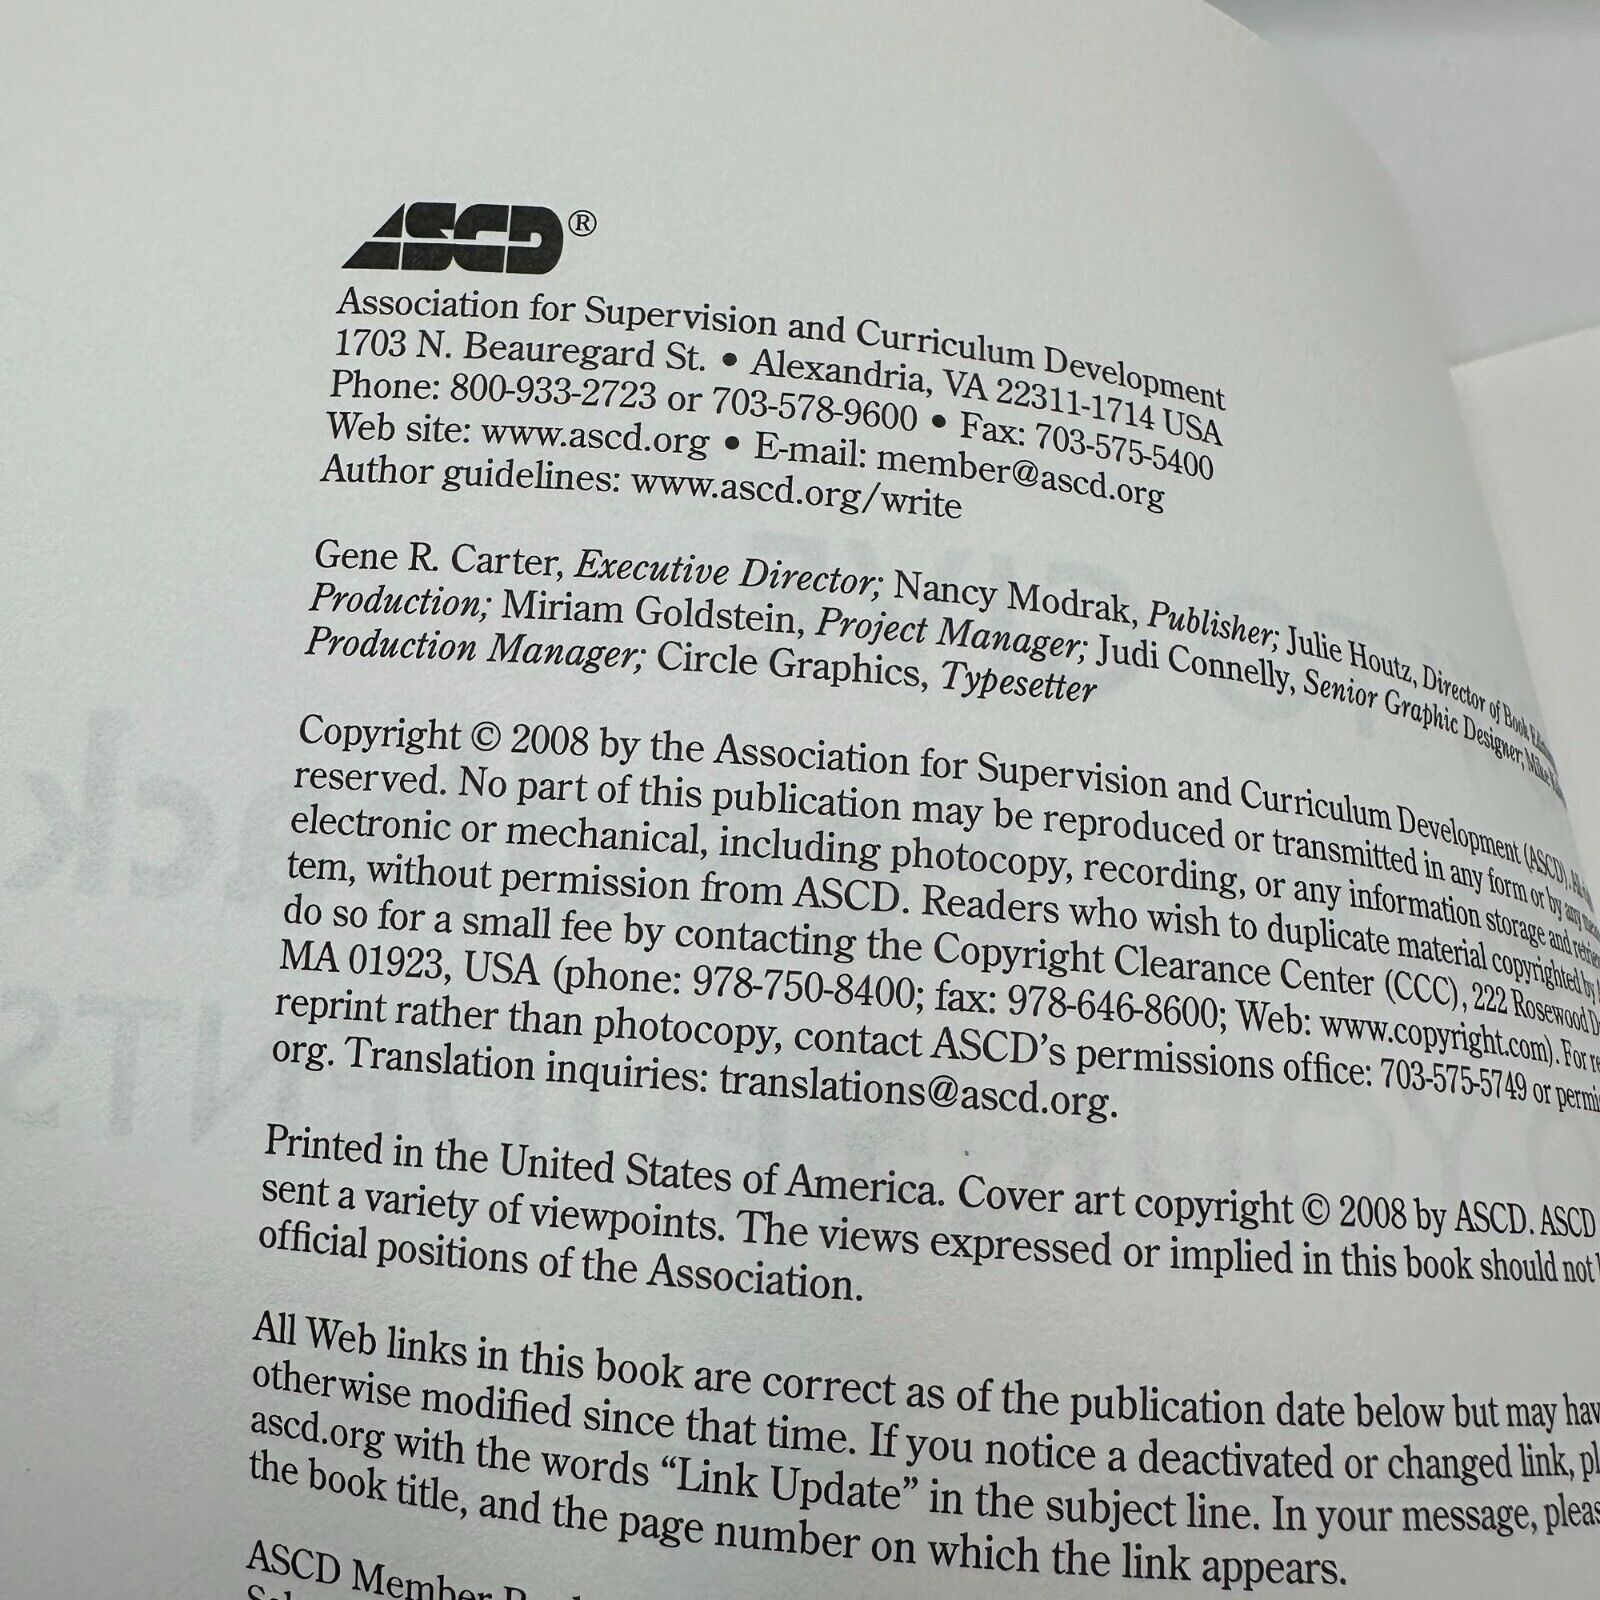 ASCD®
Association for Supervision and Curriculum Development
1703 N. Beauregard St. • Alexandria, VA 22311-1714 USA
Phone: 800-933-2723 or 703-578-9600 • Fax: 703-575-5400
Web site: www.ascd.org • E-mail: member@ascd.org
Author guidelines: www.ascd.org/write
Gene R. Carter, Executive Director; Nancy Modrak, Publisher; Julie Houtz, Director of Book
Production; Miriam Goldstein, Project Manager; Judi Connelly, Senior Graphic Designer; Mike
Production Manager; Circle Graphics, Typesetter
Copyright © 2008 by the Association for Supervision and Curriculum Development (ASCD). All
reserved. No part of this publication may be reproduced or transmitted in any form or by any
electronic or mechanical, including photocopy, recording, or any information storage and
tem, without permission from ASCD. Readers who wish to duplicate material copyrighted by
do so for a small fee by contacting the Copyright Clearance Center (CCC), 222 Rosewood
MA 01923, USA (phone: 978-750-8400; fax: 978-646-8600; Web: www.copyright.com). For
reprint rather than photocopy, contact ASCD's permissions office: 703-575-5749 or permi
org. Translation inquiries: translations@ascd.org.
Printed in the United States of America. Cover art copyright © 2008 by ASCD. ASCD
sent a variety of viewpoints. The views expressed or implied in this book should not
official positions of the Association.
All Web links in this book are correct as of the publication date below but may hav
otherwise modified since that time. If you notice a deactivated or changed link, pl
ascd.org with the words “Link Update” in the subject line. In your message, pleas
the book title, and the page number on which the link appears.
ASCD Member